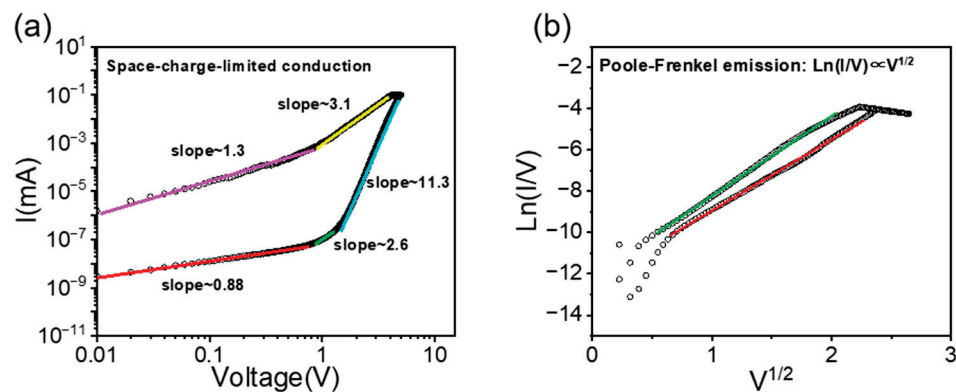 (a)
Space-charge-limited conduction
slope~3.1
slope~1.3
slope~11.3
slope~2.6
slope~0.88
I(mA)
10¹
10⁻¹
10⁻³
10⁻⁵
10⁻⁷
10⁻⁹
10⁻¹¹
0.01 0.1 1 10
Voltage(V)
(b)
Poole-Frenkel emission: Ln(I/V)∝V^1/2
Ln(I/V)
−2
−4
−6
−8
−10
−12
−14
0 1 2 3
V^1/2